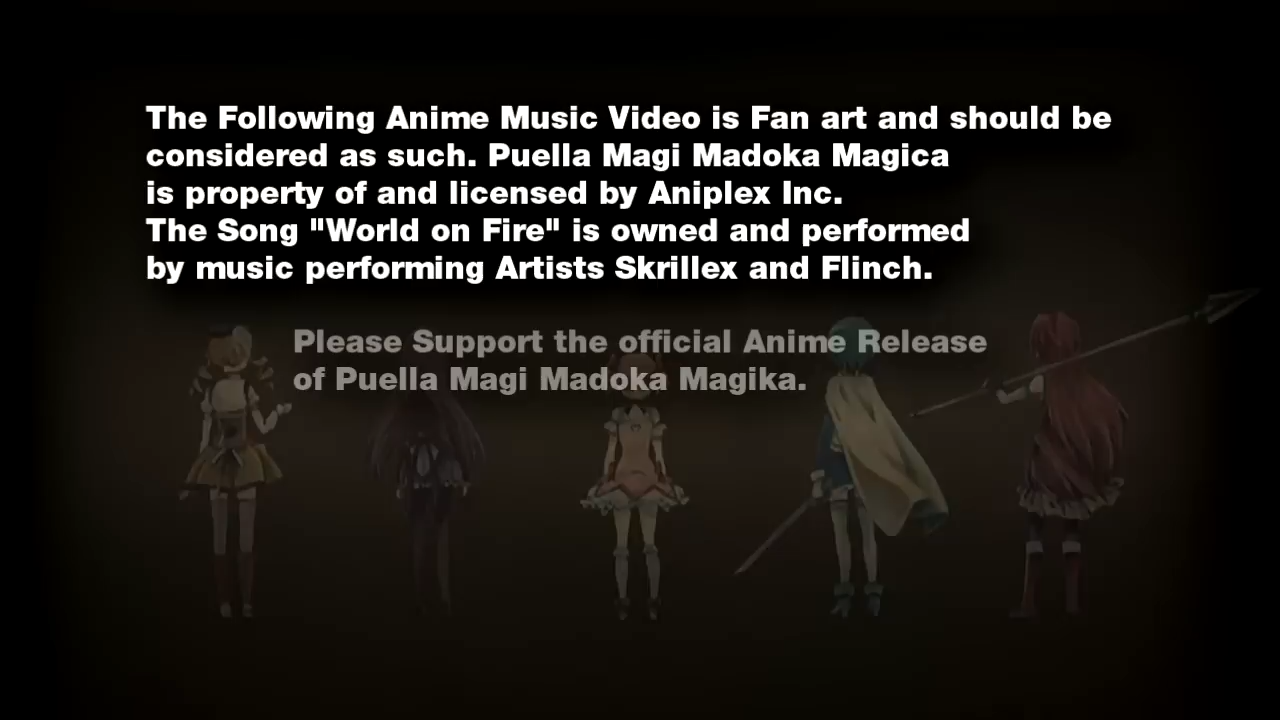 The Following Anime Music Video is Fan art and should be
considered as such. Puella Magi Madoka Magica
is property of and licensed by Aniplex Inc.
The Song "World on Fire" is owned and performed
by music performing Artists Skrillex and Flinch.
Please Support the official Anime Release
of Puella Magi Madoka Magika.